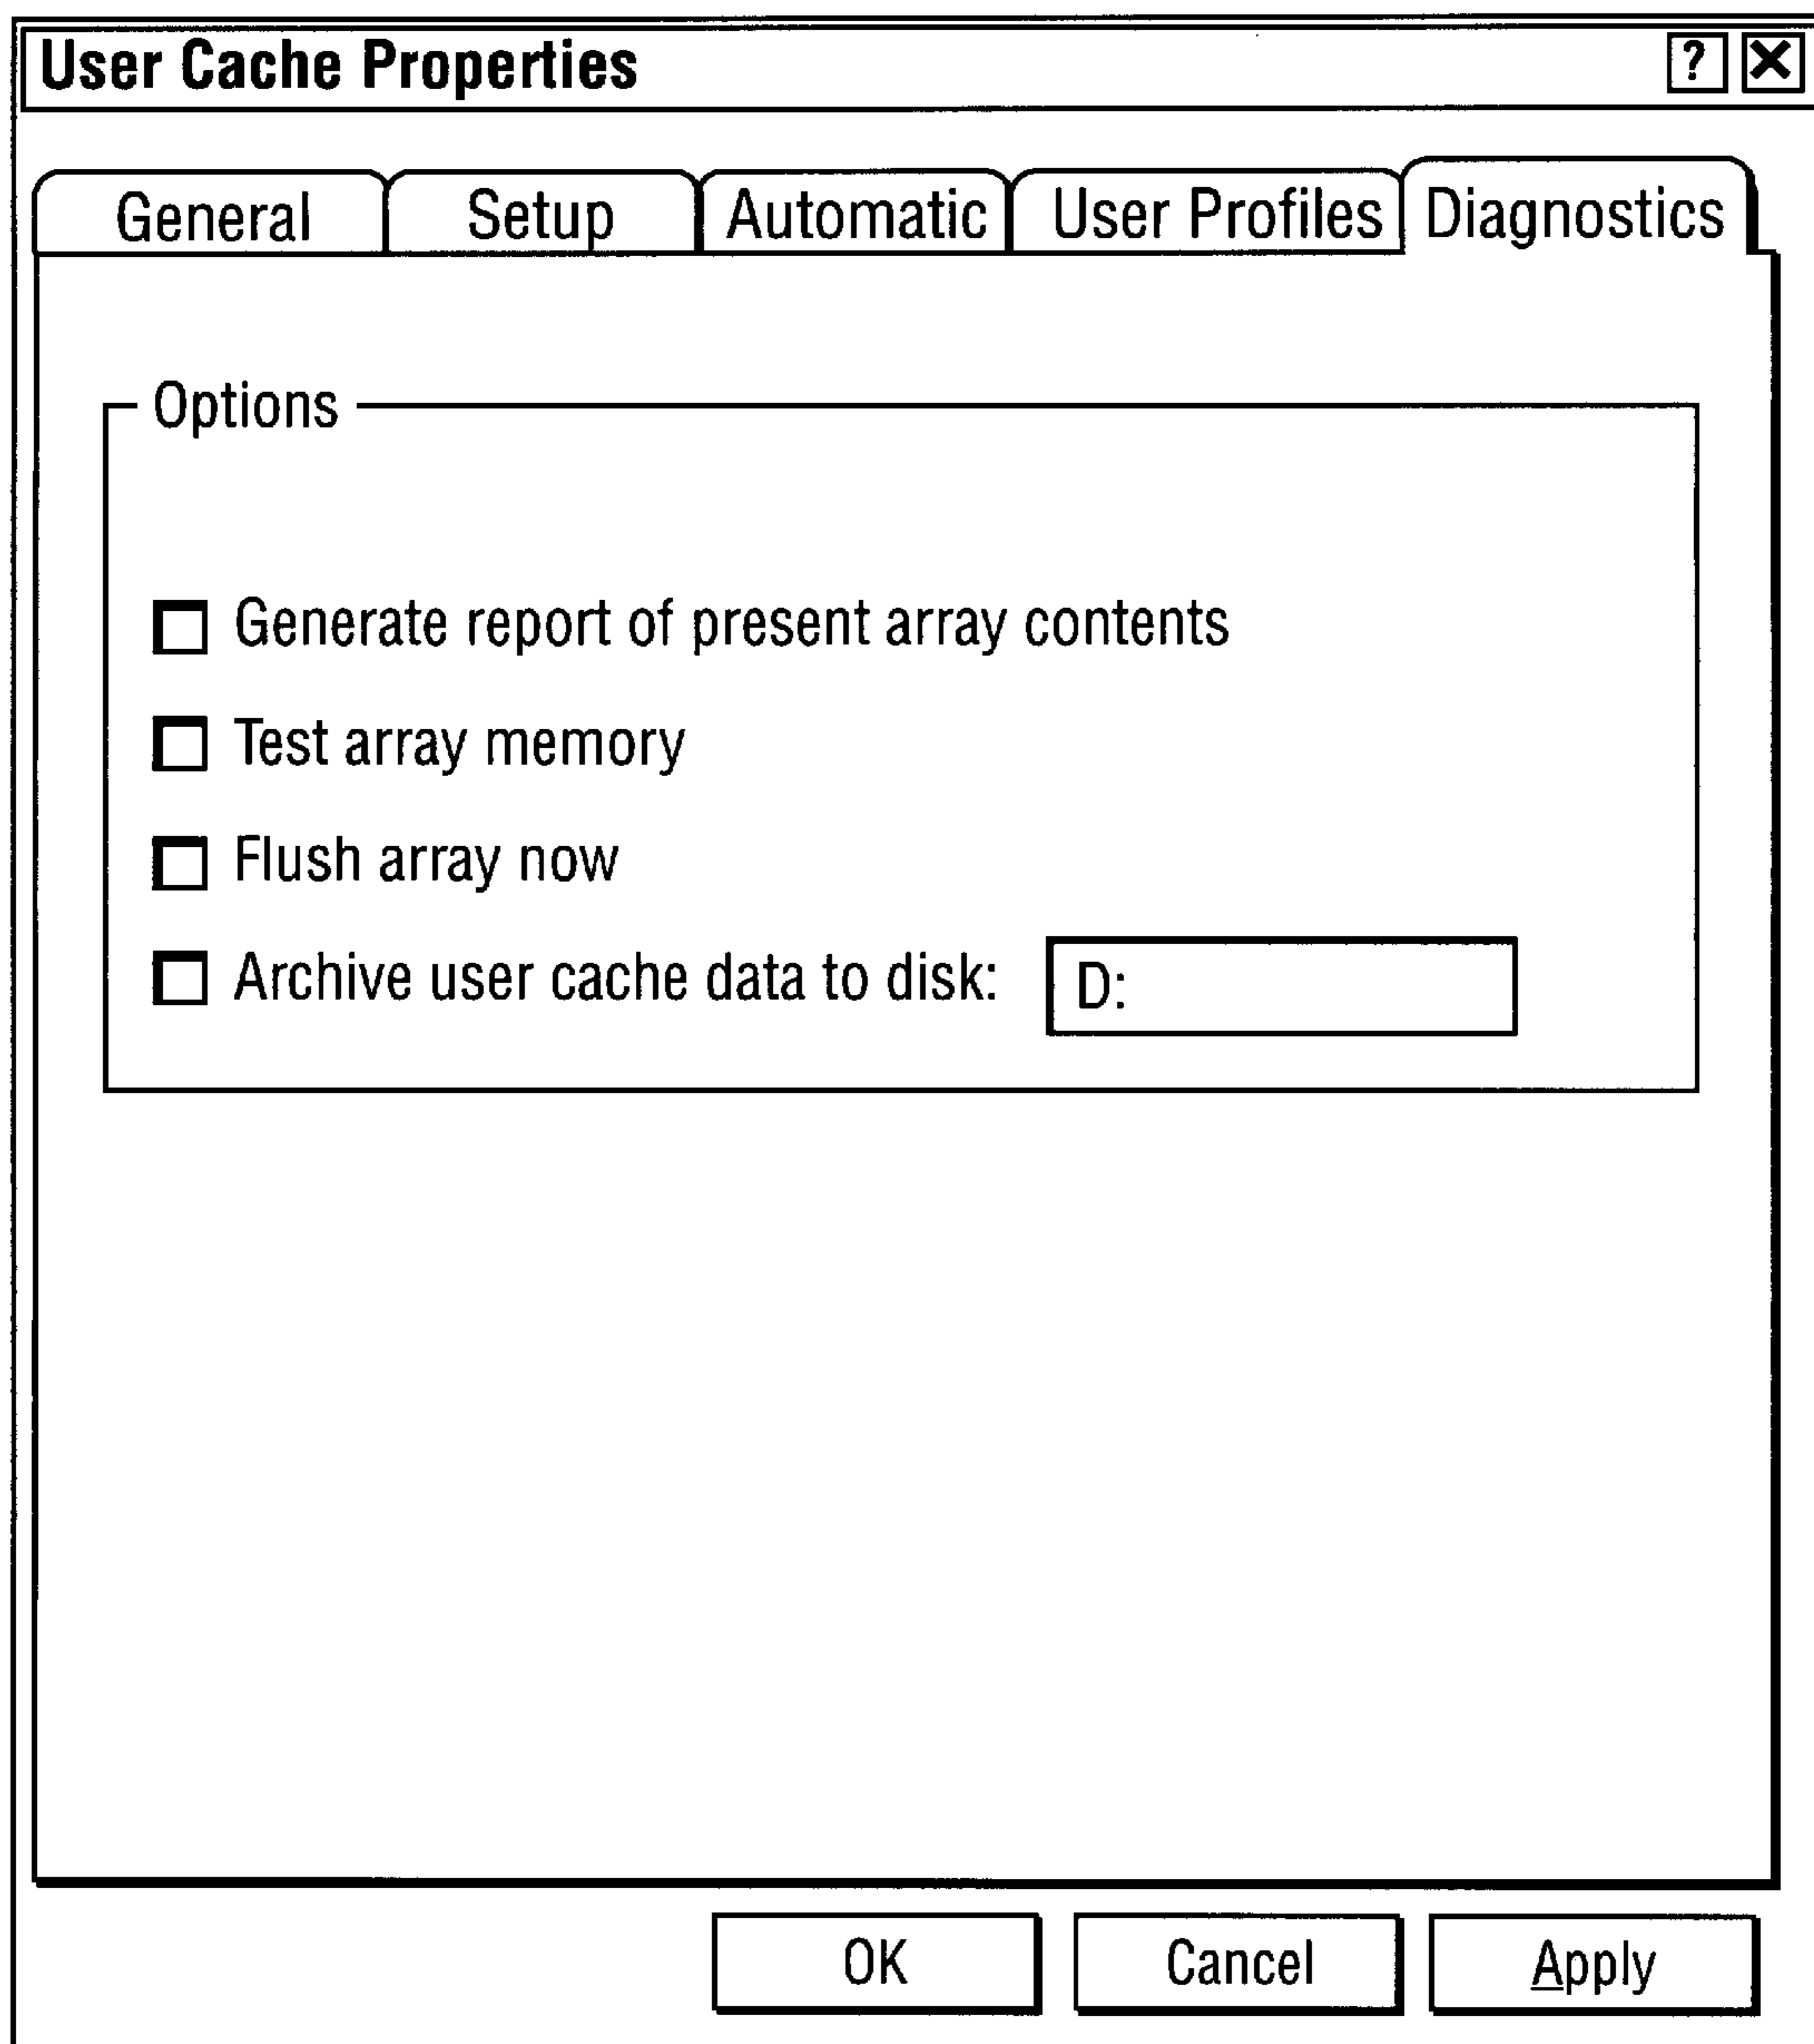 User Cache Properties ? X
General Setup Automatic User Profiles Diagnostics
Options
Generate report of present array contents
Test array memory
Flush array now
Archive user cache data to disk: D:
OK Cancel Apply